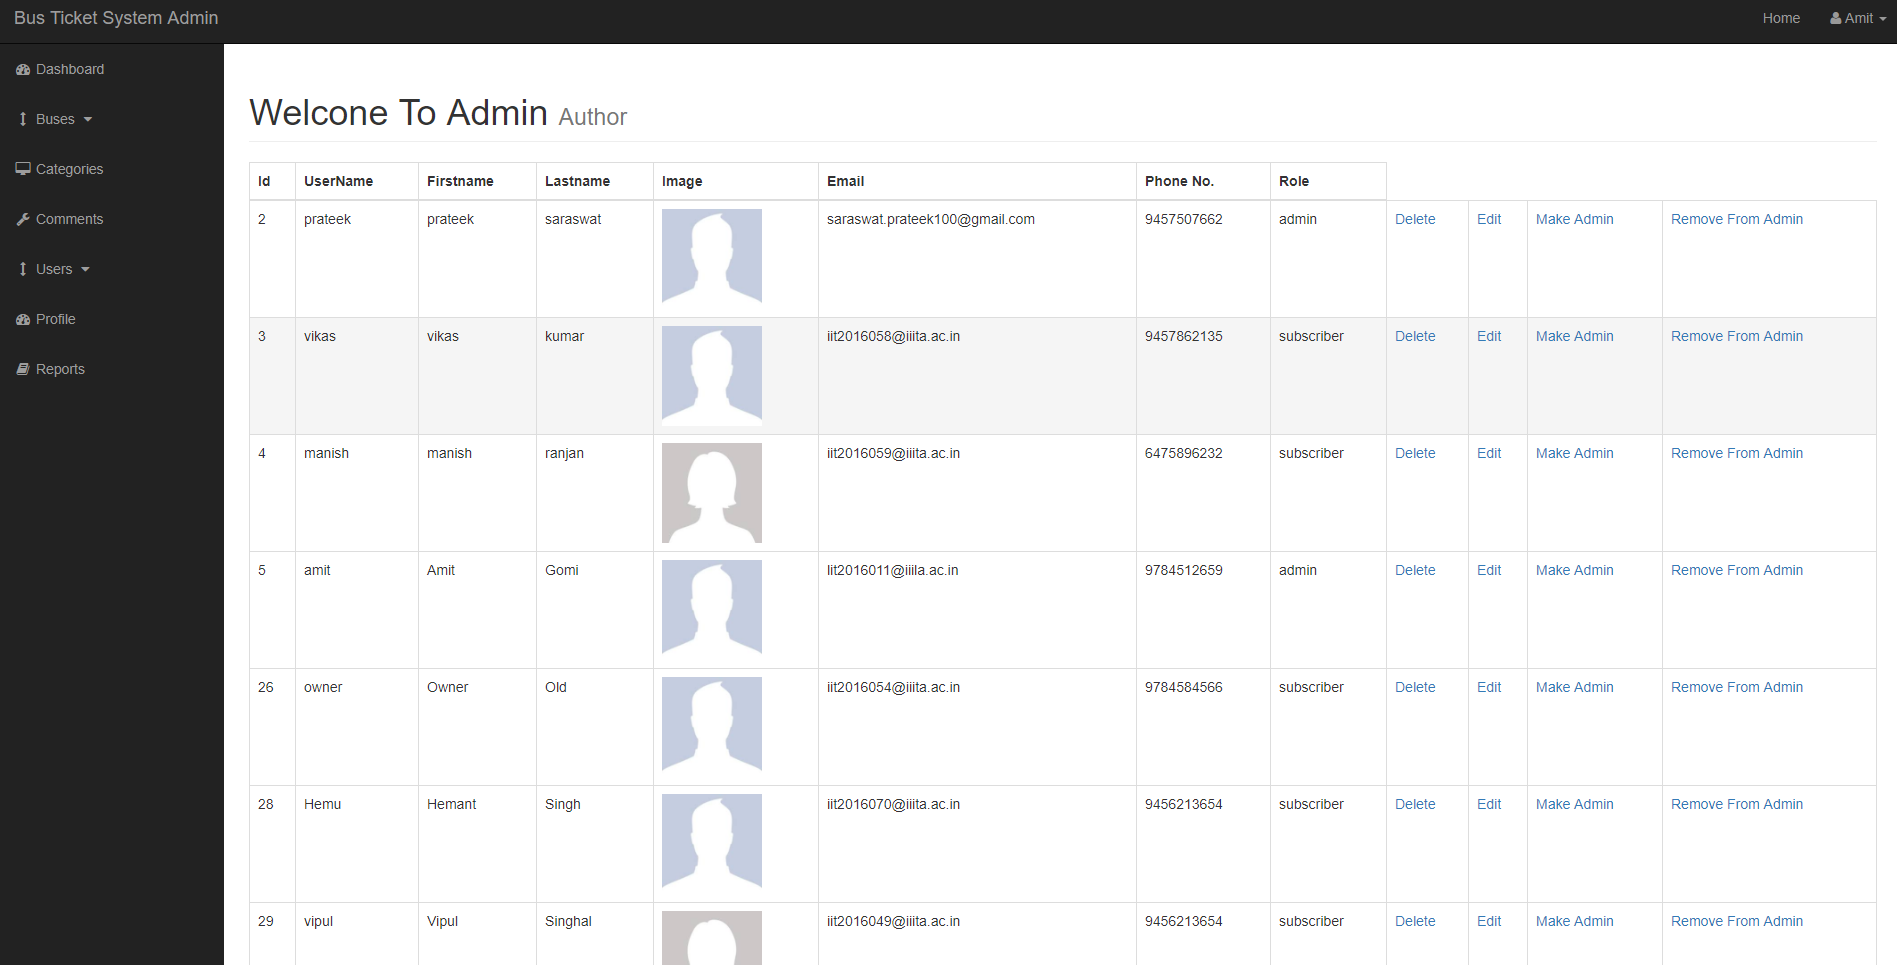 Bus Ticket System Admin
Home Amit
Dashboard
Buses
Categories
Comments
Users
Profile
Reports
Welcone To Admin Author
Id UserName Firstname Lastname Image Email Phone No. Role
2 prateek prateek saraswat saraswat.prateek100@gmail.com 9457507662 admin Delete Edit Make Admin Remove From Admin
3 vikas vikas kumar iit2016058@iiita.ac.in 9457862135 subscriber Delete Edit Make Admin Remove From Admin
4 manish manish ranjan iit2016059@iiita.ac.in 6475896232 subscriber Delete Edit Make Admin Remove From Admin
5 amit Amit Gomi Iit2016011@iiila.ac.in 9784512659 admin Delete Edit Make Admin Remove From Admin
26 owner Owner Old iit2016054@iiita.ac.in 9784584566 subscriber Delete Edit Make Admin Remove From Admin
28 Hemu Hemant Singh iit2016070@iiita.ac.in 9456213654 subscriber Delete Edit Make Admin Remove From Admin
29 vipul Vipul Singhal iit2016049@iiita.ac.in 9456213654 subscriber Delete Edit Make Admin Remove From Admin